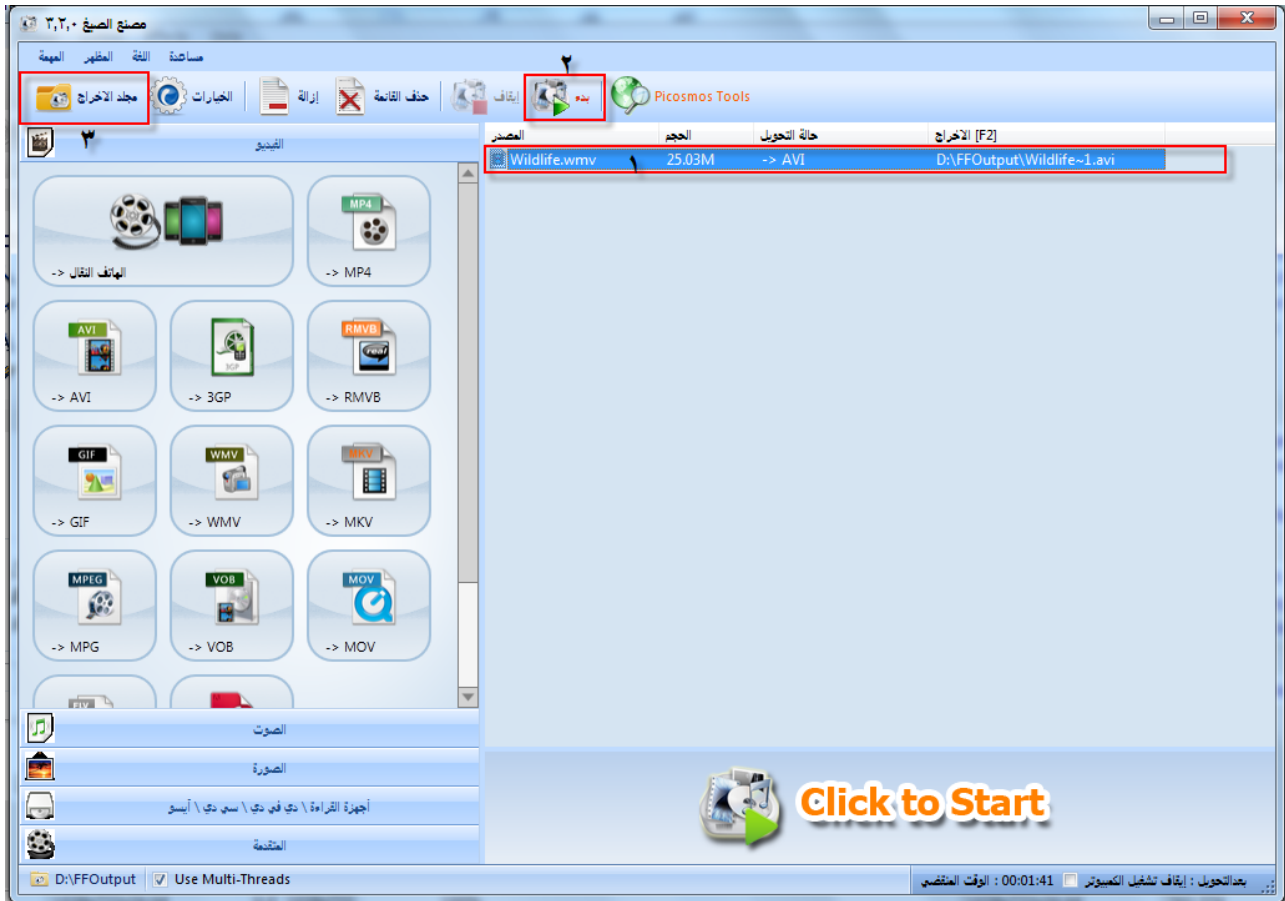 مصنع الصيغ ٣,٢,٠
المهمة المظهر اللغة مساعدة
٢
مجلد الاخراج الخيارات إزالة حذف القائمة إيقاف بدء Picosmos Tools
٣
الفيديو
المصدر الحجم حالة التحويل الاخراج [F2]
Wildlife.wmv ١ 25.03M -> AVI D:\FFOutput\Wildlife~1.avi
MP4
الهاتف النقال <-
-> MP4
AVI 3GP RMVB
real
-> AVI -> 3GP -> RMVB
GIF WMV MKV
-> GIF -> WMV -> MKV
MPEG VOB MOV
-> MPG -> VOB -> MOV
FLV
الصوت
الصورة
أجهزة القراءة \ دي في دي \ سي دي \ آيسو
المتقدمة
Click to Start
D:\FFOutput Use Multi-Threads
الوقت المنقضي : 00:01:41 بعدالتحويل : إيقاف تشغيل الكمبيوتر